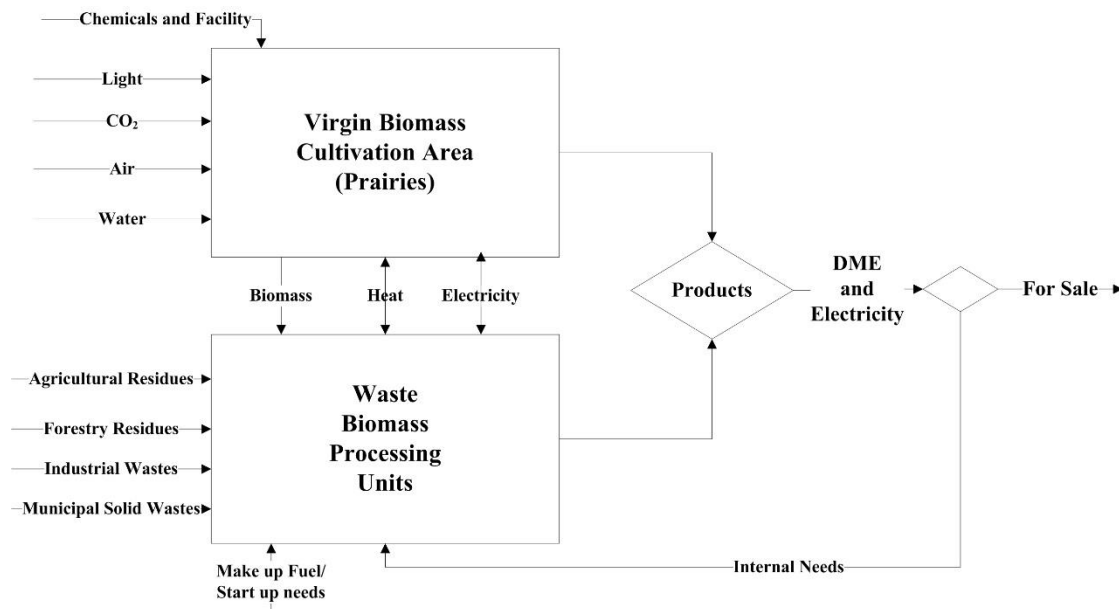 Chemicals and Facility
Light
CO₂
Air
Water
Virgin Biomass
Cultivation Area
(Prairies)
Biomass
Heat
Electricity
Products
DME
and
Electricity
For Sale
Agricultural Residues
Forestry Residues
Industrial Wastes
Municipal Solid Wastes
Waste
Biomass
Processing
Units
Make up Fuel/
Start up needs
Internal Needs